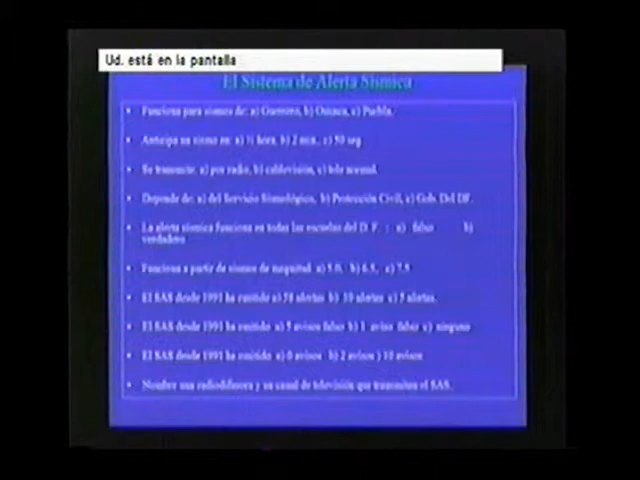 Ud. está en la pantalla
El Sistema de Alerta Sísmica
• Funciona para sismos de: a) Guerrero, b) Oaxaca, c) Puebla.
• Anticipa un sismo en: a) ½ hora, b) 2 min., c) 50 seg
• Se transmite: a) por radio, b) cablevisión, c) tele normal.
• Depende de: a) del Servicio Sismológico, b) Protección Civil, c) Gob. Del DF.
• La alerta sísmica funciona en todas las escuelas del D. F. : a) falso b)
verdadero
• Funciona a partir de sismos de magnitud a) 5.0, b) 6.5, c) 7.5
• El SAS desde 1991 ha emitido a) 58 alertas b) 10 alertas c) 5 alertas.
• El SAS desde 1991 ha emitido a) 5 avisos falso b) 1 aviso falso c) ninguno
• El SAS desde 1991 ha emitido a) 0 avisos b) 2 avisos ) 10 avisos
• Nombre una radiodifusora y un canal de televisión que transmiten el SAS.